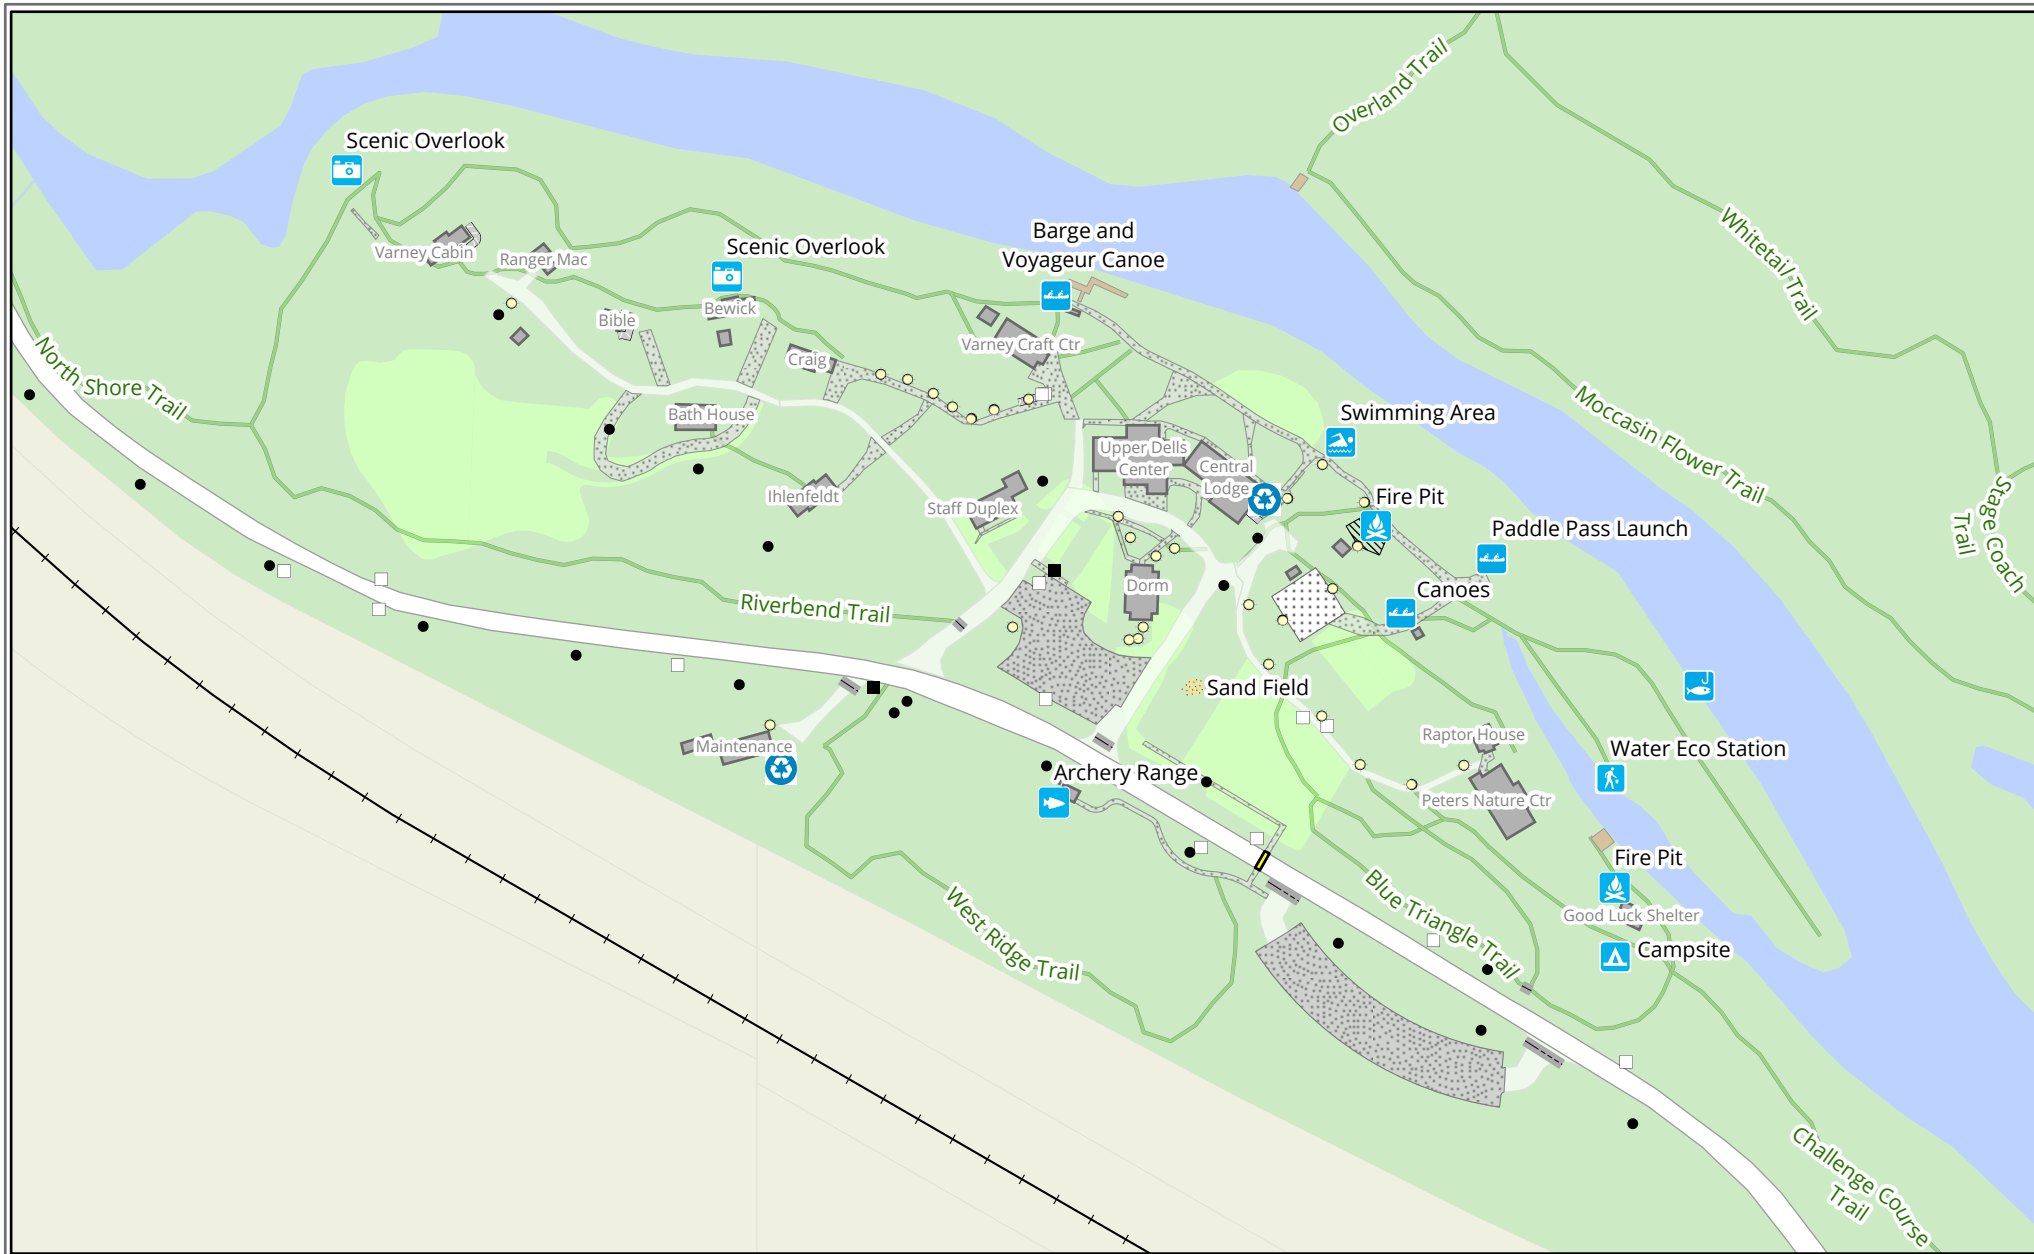 Overland Trail
Scenic Overlook
Whitetail Trail
Barge and
Voyageur Canoe
Scenic Overlook
Varney Cabin
Ranger Mac
Bewick
Bible
Varney Craft Ctr
Craig
North Shore Trail
Moccasin Flower Trail
Swimming Area
Bath House
Upper Dells
Center
Central
Lodge
Ihlenfeldt
Staff Duplex
Fire Pit
Stage Coach
Trail
Paddle Pass Launch
Dorm
Canoes
Riverbend Trail
Sand Field
Raptor House
Water Eco Station
Maintenance
Archery Range
Peters Nature Ctr
Fire Pit
Blue Triangle Trail
Good Luck Shelter
West Ridge Trail
Campsite
Challenge Course
Trail